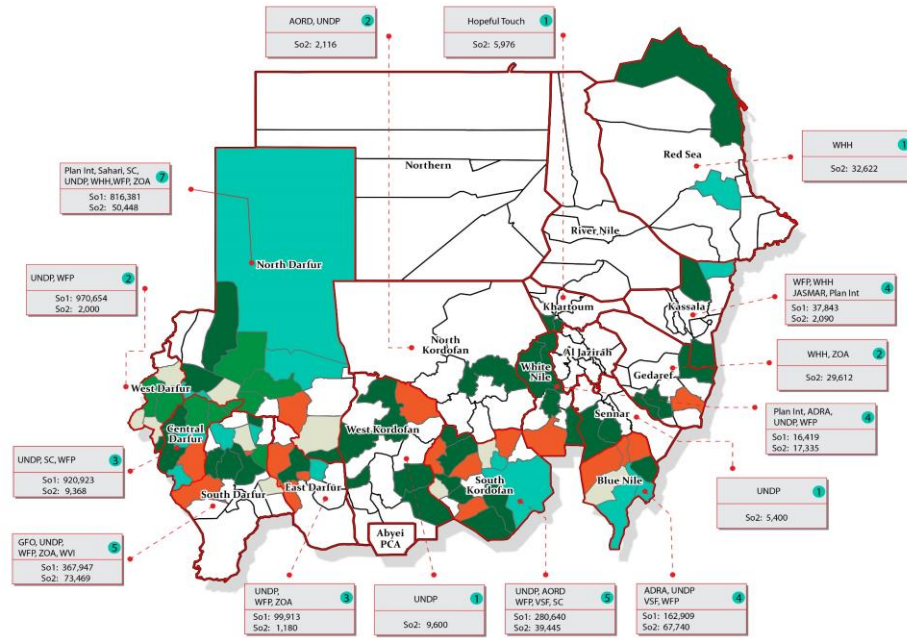 AORD, UNDP
2
So2: 2,116
Hopeful Touch
1
So2: 5,976
WHH
1
So2: 32,622
Plan Int, Sahari, SC,
UNDP, WHH,WFP, ZOA
7
So1: 816,381
So2: 50,448
UNDP, WFP
2
So1: 970,654
So2: 2,000
WFP, WHH
JASMAR, Plan Int
4
So1: 37,843
So2: 2,090
WHH, ZOA
2
So2: 29,612
Plan Int, ADRA,
UNDP, WFP
4
So1: 16,419
So2: 17,335
UNDP, SC, WFP
3
So1: 920,923
So2: 9,368
UNDP
1
So2: 5,400
GFO, UNDP,
WFP, ZOA, WVI
5
So1: 367,947
So2: 73,469
UNDP,
WFP, ZOA
3
So1: 99,913
So2: 1,180
UNDP
1
So2: 9,600
UNDP, AORD
WFP, VSF, SC
5
So1: 280,640
So2: 39,445
ADRA, UNDP
VSF, WFP
4
So1: 162,909
So2: 67,740
Red Sea
Northern
River Nile
North Darfur
Khartoum
Kassala
North
Kordofan
Al Jazirah
White
Nile
Gedaref
West Darfur
Sennar
Central
Darfur
West Kordofan
South
Kordofan
Blue Nile
South Darfur
East Darfur
Abyei
PCA